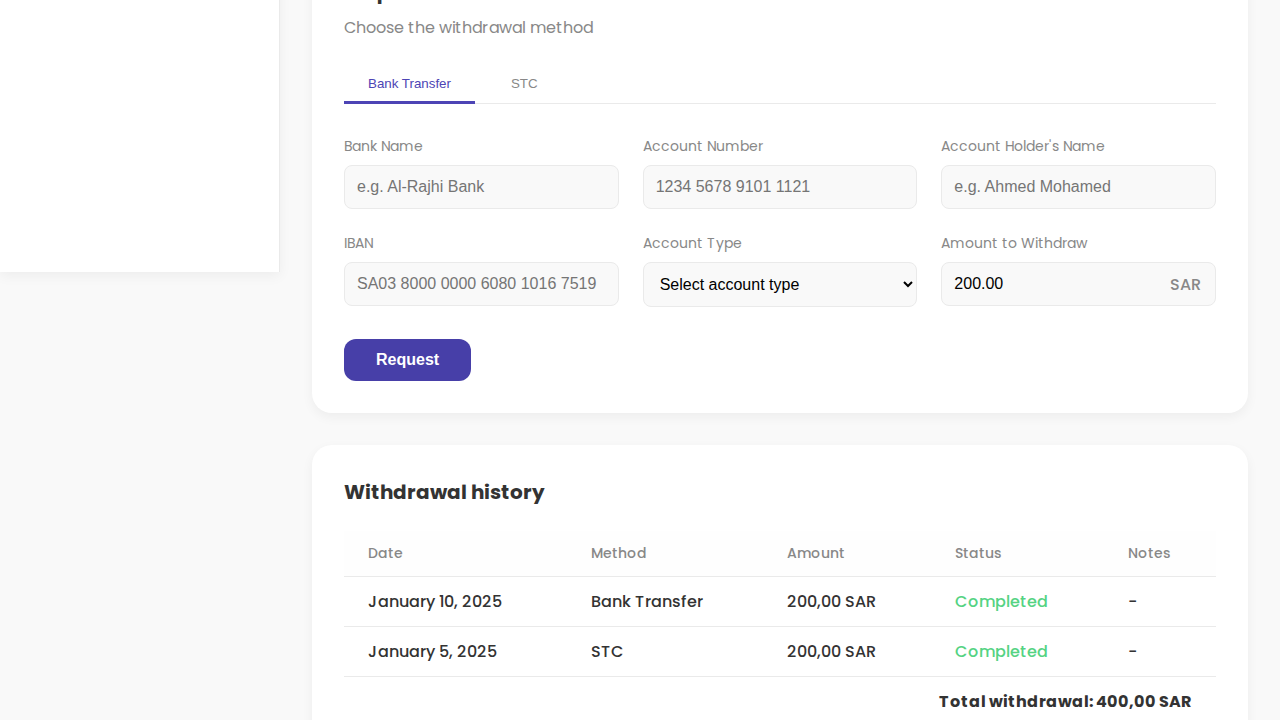 Choose the withdrawal method
Bank Transfer STC
Bank Name Account Number Account Holder's Name
e.g. Al-Rajhi Bank 1234 5678 9101 1121 e.g. Ahmed Mohamed
IBAN Account Type Amount to Withdraw
SA03 8000 0000 6080 1016 7519 Select account type 200.00 SAR
Request
Withdrawal history
Date Method Amount Status Notes
January 10, 2025 Bank Transfer 200,00 SAR Completed -
January 5, 2025 STC 200,00 SAR Completed -
Total withdrawal: 400,00 SAR